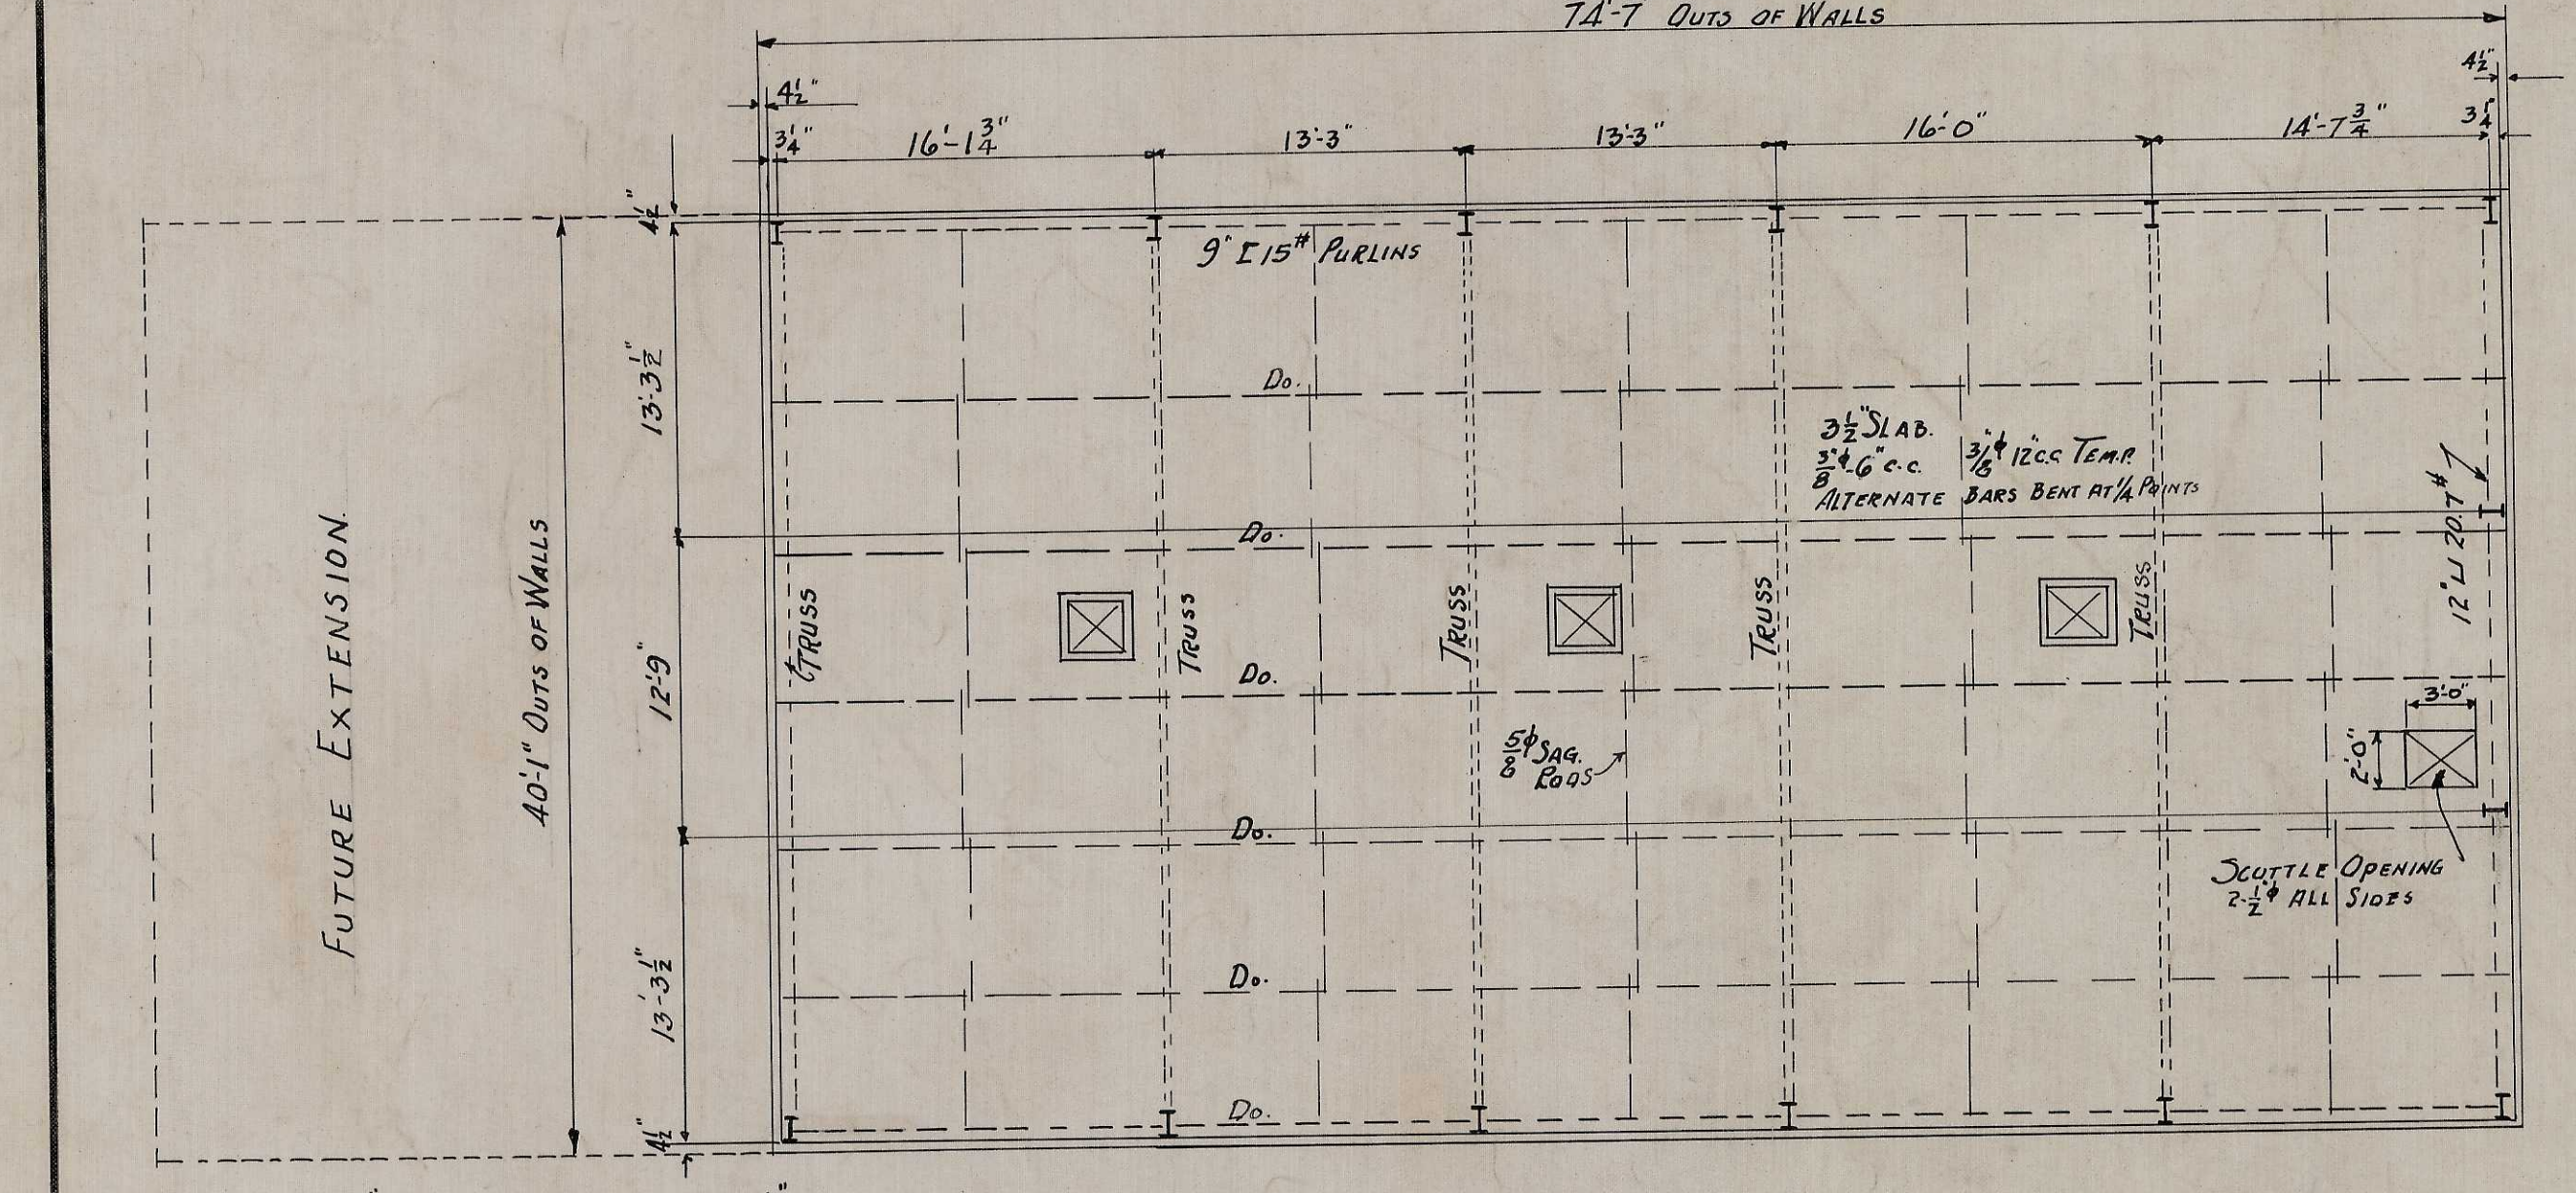 74'-7 OUTS OF WALLS
4½"
4½"
3¼"
16'-1¾"
13'-3"
13'-3"
16'-0"
14'-7¾"
3¼"
4½"
9" I 15# PURLINS
13'-3½"
Do.
3½" SLAB.
⅜"ϕ-6" C.C. ⅜"ϕ 12" C.C. TEMP.
ALTERNATE BARS BENT AT ¼ POINTS
12" ⊔ 20.7#
Do.
FUTURE EXTENSION.
40'-1" OUTS OF WALLS
12'-9"
TRUSS
TRUSS
TRUSS
TRUSS
TRUSS
Do.
3'-0"
2'-0"
⅝ϕ SAG.
RODS
Do.
SCUTTLE OPENING
2-½"ϕ ALL SIDES
13'-3½"
Do.
Do.
4½"